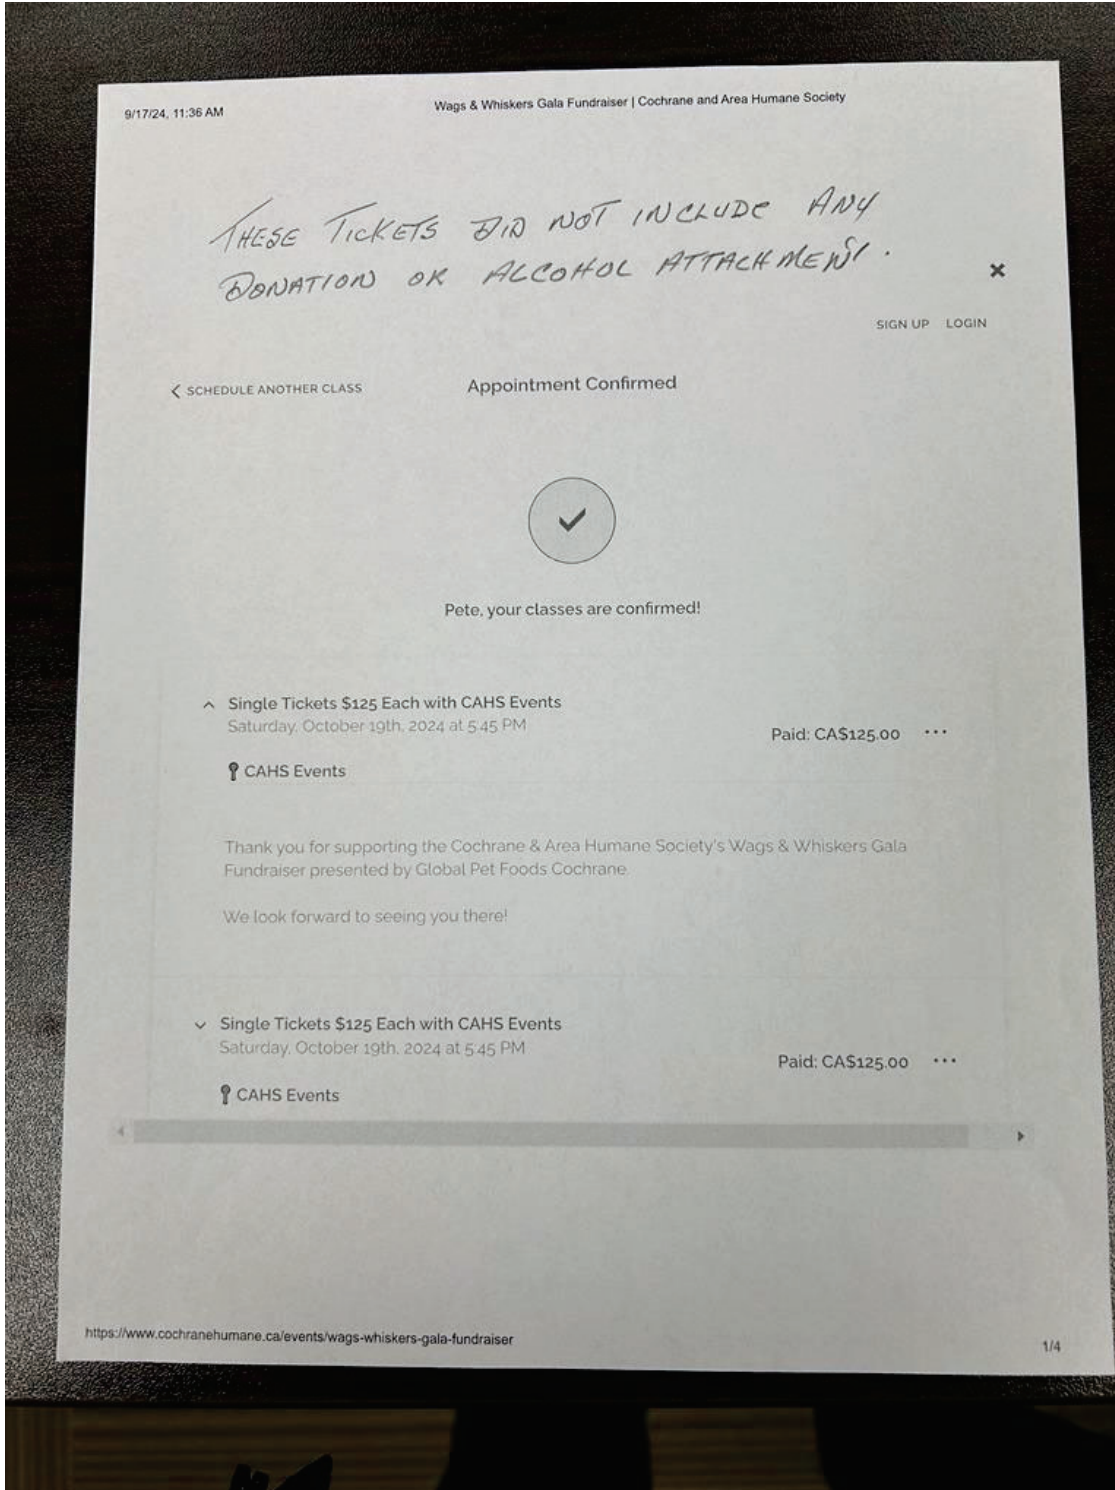 9/17/24, 11:36 AM
Wags & Whiskers Gala Fundraiser | Cochrane and Area Humane Society
THESE TICKETS DID NOT INCLUDE ANY
DONATION OR ALCOHOL ATTACHMENT.
SIGN UP LOGIN
SCHEDULE ANOTHER CLASS
Appointment Confirmed
Pete, your classes are confirmed!
Single Tickets $125 Each with CAHS Events
Saturday, October 19th, 2024 at 5:45 PM
Paid: CA$125.00 ...
CAHS Events
Thank you for supporting the Cochrane & Area Humane Society's Wags & Whiskers Gala
Fundraiser presented by Global Pet Foods Cochrane.
We look forward to seeing you there!
Single Tickets $125 Each with CAHS Events
Saturday, October 19th, 2024 at 5:45 PM
Paid: CA$125.00 ...
CAHS Events
https://www.cochranehumane.ca/events/wags-whiskers-gala-fundraiser
1/4